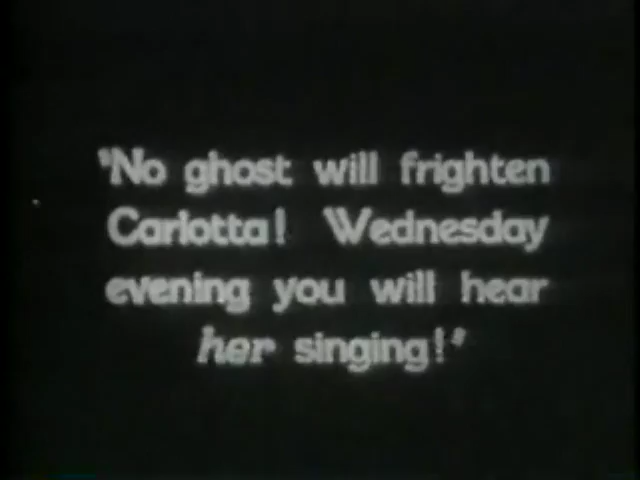 "No ghost will frighten
Carlotta! Wednesday
evening you will hear
her singing!"